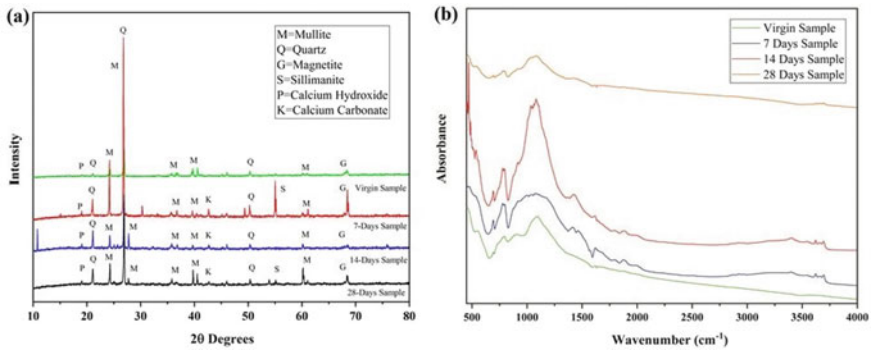 (a)
Q
M
M=Mullite
Q=Quartz
G=Magnetite
S=Sillimanite
P=Calcium Hydroxide
K=Calcium Carbonate
P Q M M M Q M G
Virgin Sample
P Q M M K Q S M G
7-Days Sample
P Q M M M M K Q M G
14-Days Sample
P Q M M M M K Q S M G
28-Days Sample
Intensity
10 20 30 40 50 60 70 80
2θ Degrees
(b)
Virgin Sample
7 Days Sample
14 Days Sample
28 Days Sample
Absorbance
500 1000 1500 2000 2500 3000 3500 4000
Wavenumber (cm⁻¹)